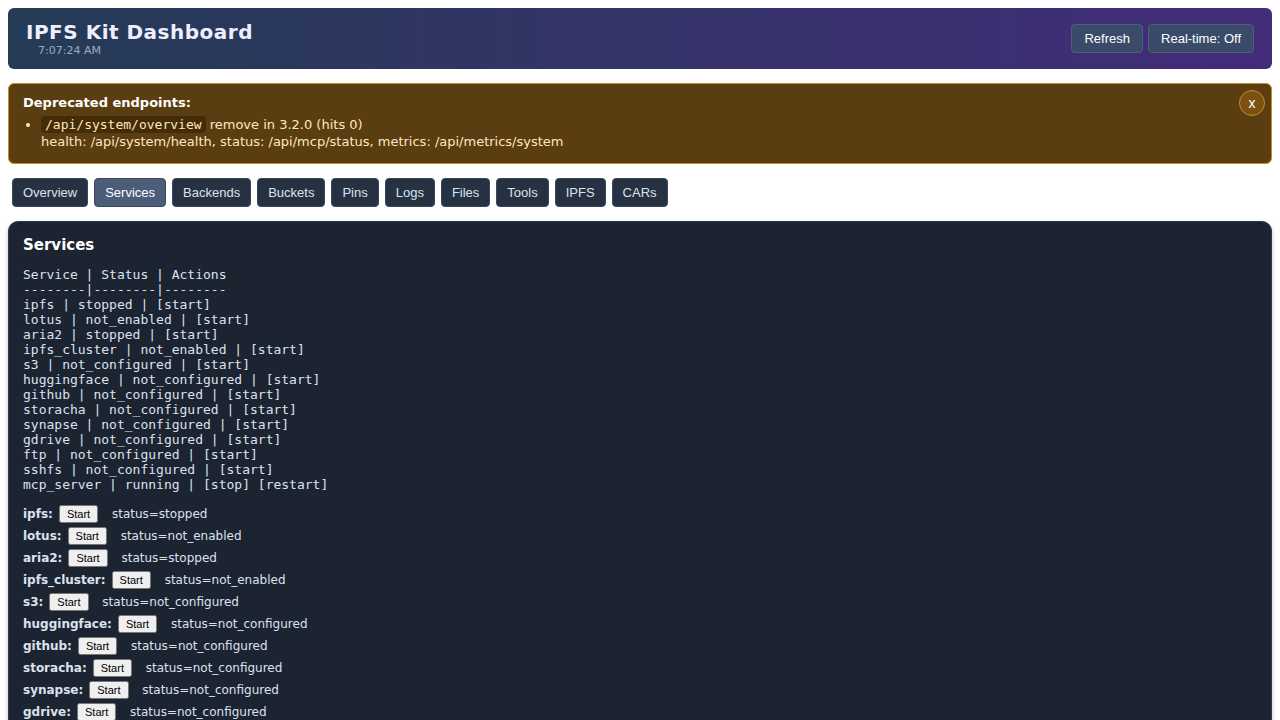 IPFS Kit Dashboard
7:07:24 AM
Refresh
Real-time: Off
Deprecated endpoints:
x
• /api/system/overview remove in 3.2.0 (hits 0)
health: /api/system/health, status: /api/mcp/status, metrics: /api/metrics/system
Overview
Services
Backends
Buckets
Pins
Logs
Files
Tools
IPFS
CARs
Services
Service | Status | Actions
--------|--------|--------
ipfs | stopped | [start]
lotus | not_enabled | [start]
aria2 | stopped | [start]
ipfs_cluster | not_enabled | [start]
s3 | not_configured | [start]
huggingface | not_configured | [start]
github | not_configured | [start]
storacha | not_configured | [start]
synapse | not_configured | [start]
gdrive | not_configured | [start]
ftp | not_configured | [start]
sshfs | not_configured | [start]
mcp_server | running | [stop] [restart]
ipfs: Start status=stopped
lotus: Start status=not_enabled
aria2: Start status=stopped
ipfs_cluster: Start status=not_enabled
s3: Start status=not_configured
huggingface: Start status=not_configured
github: Start status=not_configured
storacha: Start status=not_configured
synapse: Start status=not_configured
gdrive: Start status=not_configured